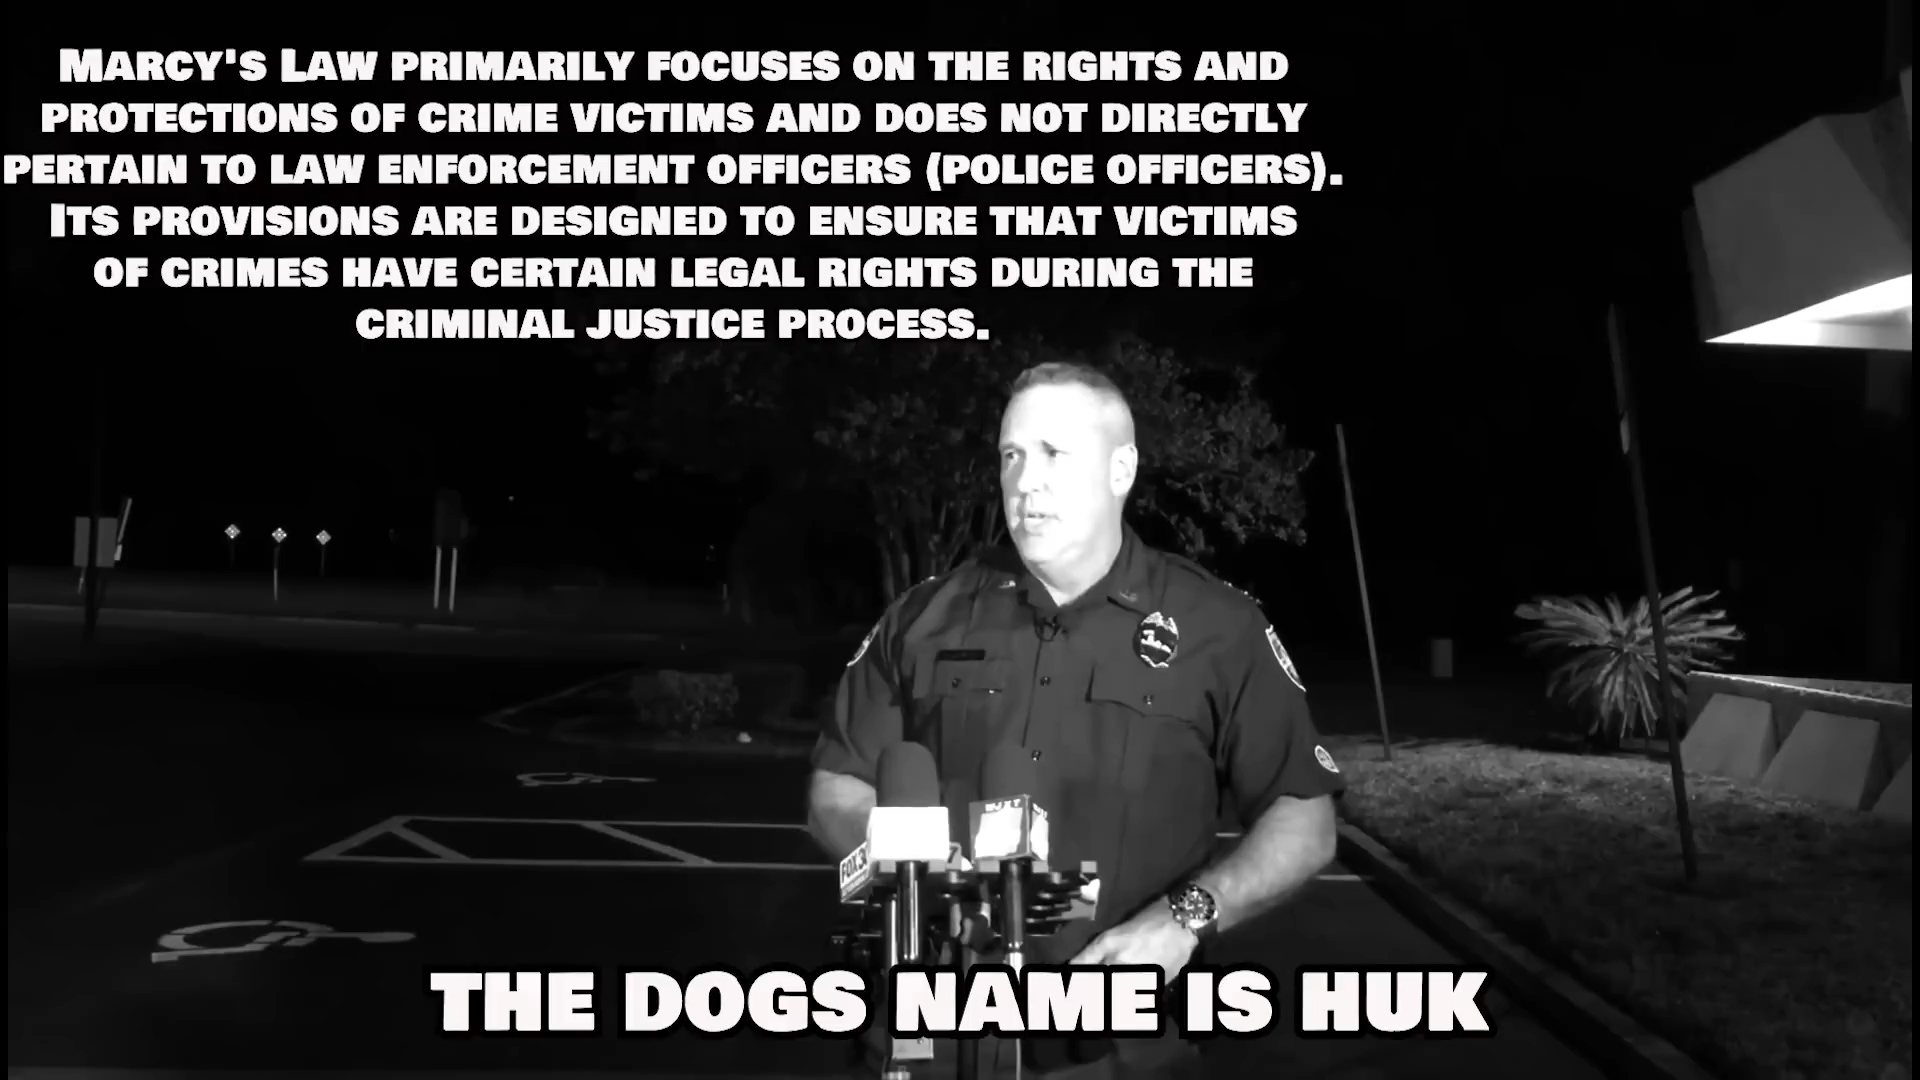 Marcy's Law primarily focuses on the rights and
protections of crime victims and does not directly
pertain to law enforcement officers (police officers).
Its provisions are designed to ensure that victims
of crimes have certain legal rights during the
criminal justice process.
WJXT
FOX30
THE DOGS NAME IS HUK